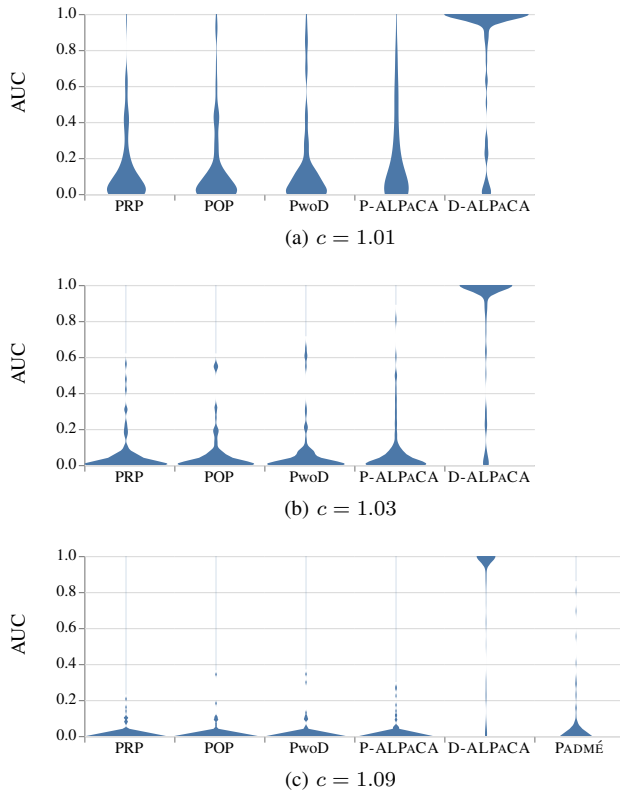 1.0
0.8
0.6
0.4
0.2
0.0
AUC
PRP POP PwoD P-ALPACA D-ALPACA
(a) c = 1.01
1.0
0.8
0.6
0.4
0.2
0.0
AUC
PRP POP PwoD P-ALPACA D-ALPACA
(b) c = 1.03
1.0
0.8
0.6
0.4
0.2
0.0
AUC
PRP POP PwoD P-ALPACA D-ALPACA PADMÉ
(c) c = 1.09